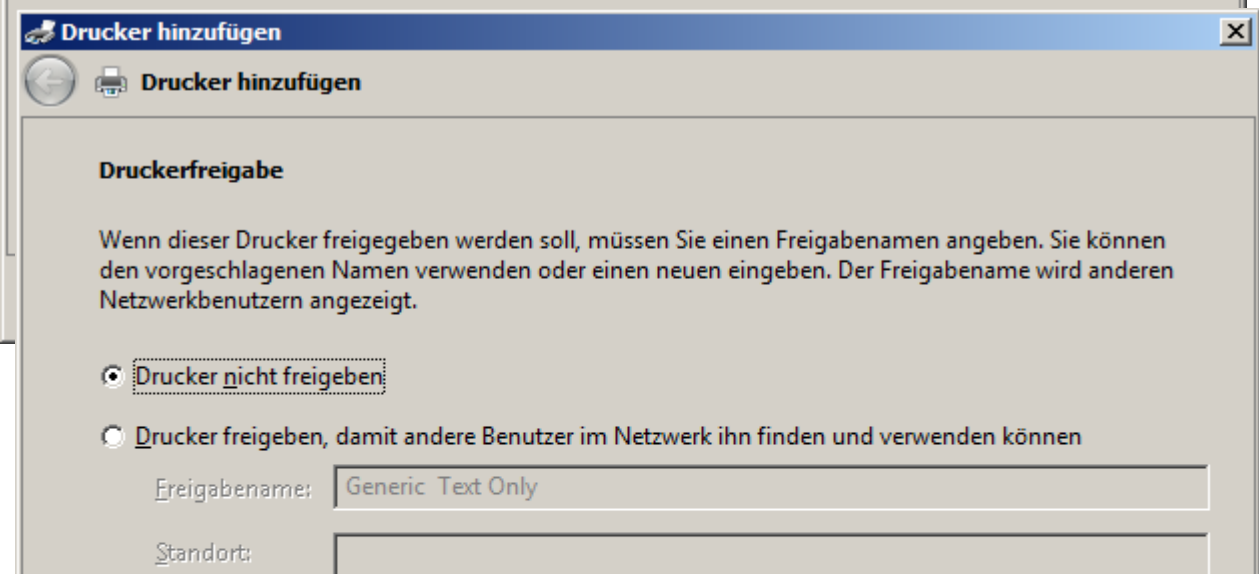 Drucker hinzufügen
Drucker hinzufügen
Druckerfreigabe
Wenn dieser Drucker freigegeben werden soll, müssen Sie einen Freigabenamen angeben. Sie können
den vorgeschlagenen Namen verwenden oder einen neuen eingeben. Der Freigabename wird anderen
Netzwerkbenutzern angezeigt.
Drucker nicht freigeben
Drucker freigeben, damit andere Benutzer im Netzwerk ihn finden und verwenden können
Freigabename: Generic  Text Only
Standort: